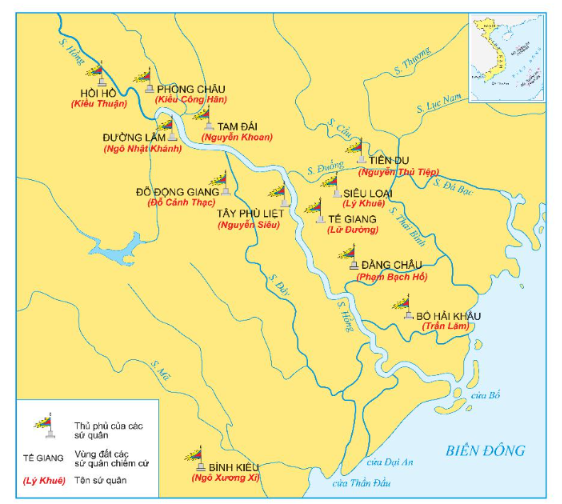 S. Hồng
HỒI HỒ
(Kiều Thuận)
PHONG CHÂU
(Kiều Công Hãn)
S. Thương
S. Lục Nam
TAM ĐÁI
(Nguyễn Khoan)
ĐƯỜNG LÂM
(Ngô Nhật Khánh)
S. Cầu
TIÊN DU
(Nguyễn Thủ Tiệp)
S. Đuống
S. Đá Bạc
ĐỖ ĐỘNG GIANG
(Đỗ Cảnh Thạc)
SIÊU LOẠI
(Lý Khuê)
TÂY PHÙ LIỆT
(Nguyễn Siêu)
TẾ GIANG
(Lữ Đường)
S. Thái Bình
ĐẰNG CHÂU
(Phạm Bạch Hổ)
S. Đáy
S. Hồng
BỐ HẢI KHẨU
(Trần Lãm)
S. Mã
cửa Bố
BIỂN ĐÔNG
cửa Đại An
cửa Thần Đầu
BÌNH KIỀU
(Ngô Xương Xí)
Thủ phủ của các
sứ quân
TẾ GIANG
Vùng đất các
sứ quân chiếm cứ
(Lý Khuê)
Tên sứ quân